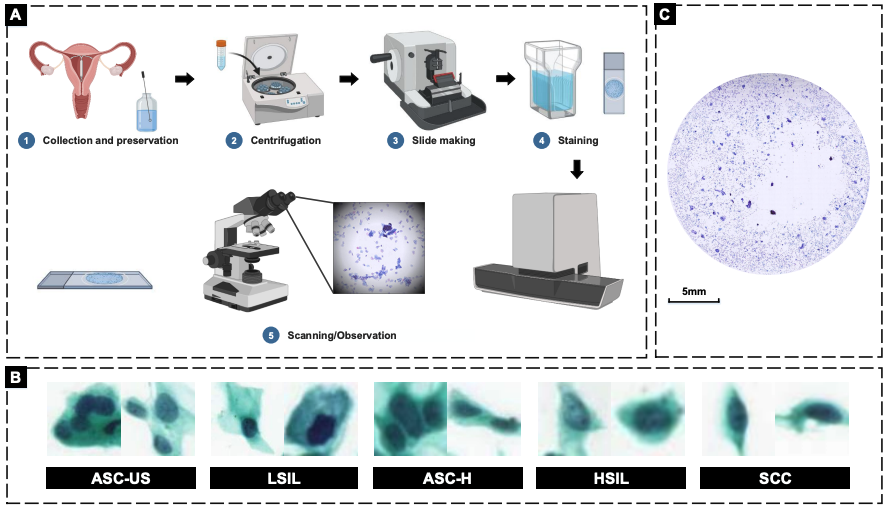 A
C
1 Collection and preservation
2 Centrifugation
3 Slide making
4 Staining
5mm
5 Scanning/Observation
B
ASC-US
LSIL
ASC-H
HSIL
SCC